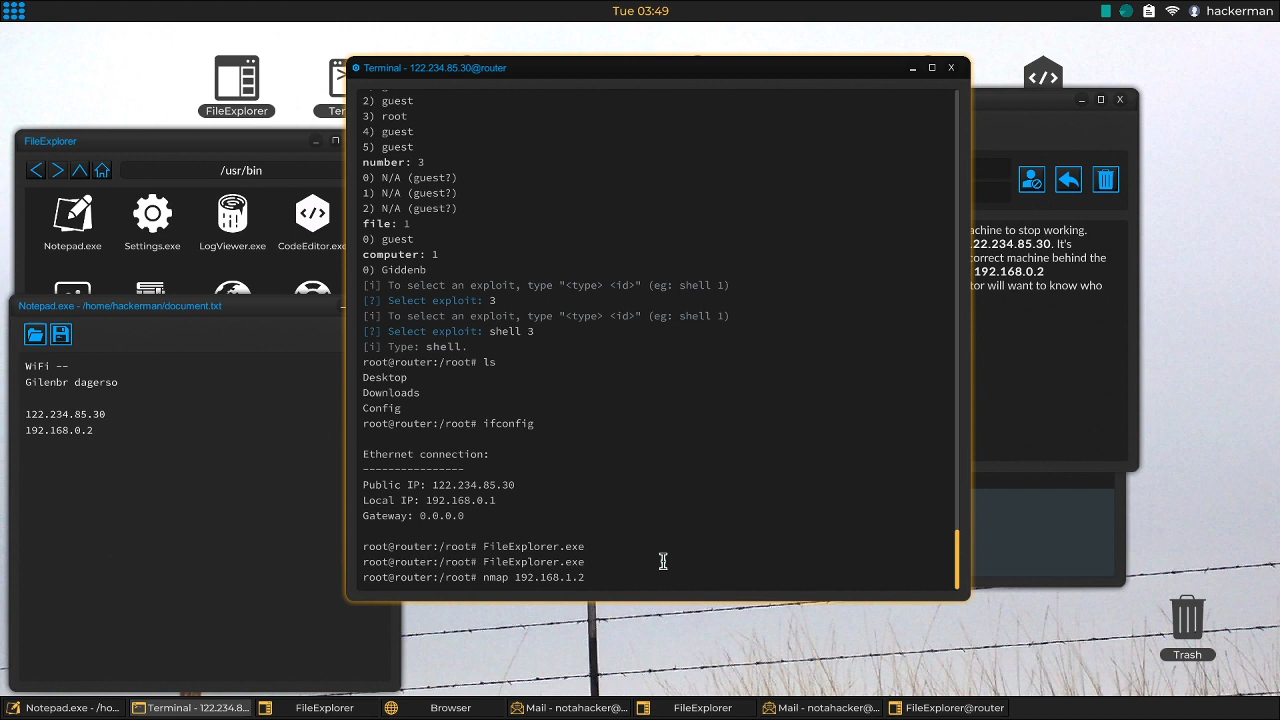 Tue 03:49
hackerman
FileExplorer
Ter
FileExplorer
/usr/bin
Notepad.exe
Settings.exe
LogViewer.exe
CodeEditor.exe
Notepad.exe - /home/hackerman/document.txt
WiFi --
Gilenbr dagerso
122.234.85.30
192.168.0.2
Terminal - 122.234.85.30@router
2) guest
3) root
4) guest
5) guest
number: 3
0) N/A (guest?)
1) N/A (guest?)
2) N/A (guest?)
file: 1
0) guest
computer: 1
0) Giddenb
[i] To select an exploit, type "<type> <id>" (eg: shell 1)
[?] Select exploit: 3
[i] To select an exploit, type "<type> <id>" (eg: shell 1)
[?] Select exploit: shell 3
[i] Type: shell.
root@router:/root# ls
Desktop
Downloads
Config
root@router:/root# ifconfig
Ethernet connection:
----------------
Public IP: 122.234.85.30
Local IP: 192.168.0.1
Gateway: 0.0.0.0
root@router:/root# FileExplorer.exe
root@router:/root# FileExplorer.exe
root@router:/root# nmap 192.168.1.2
achine to stop working.
22.234.85.30. It's
correct machine behind the
192.168.0.2
tor will want to know who
Trash
Notepad.exe - /ho...
Terminal - 122.234.8...
FileExplorer
Browser
Mail - notahacker@...
FileExplorer
Mail - notahacker@...
FileExplorer@router